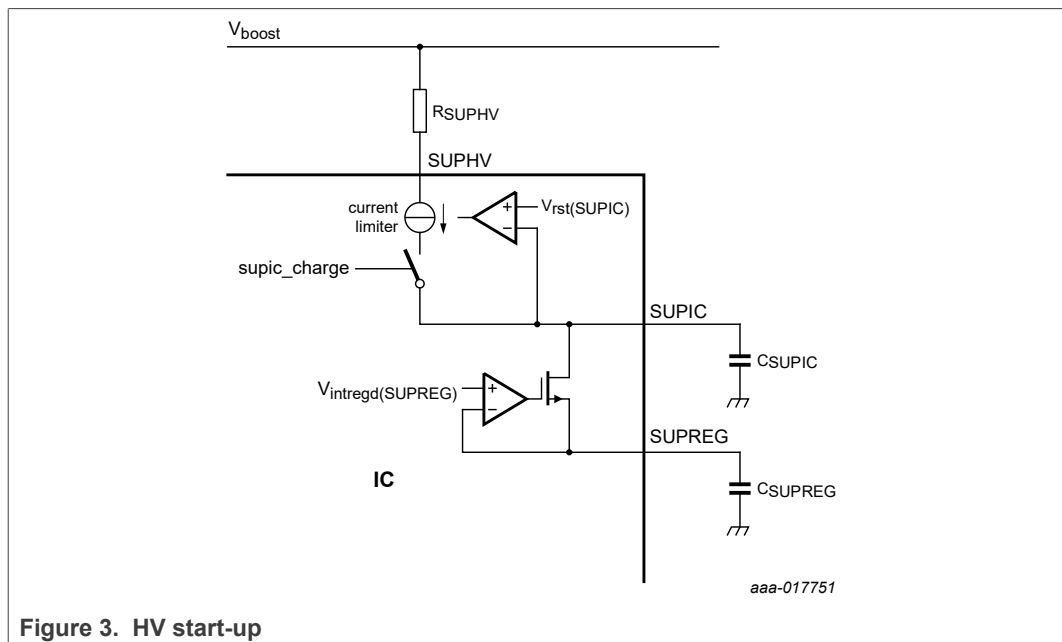 Vboost
RSUPHV
SUPHV
current
limiter
+
Vrst(SUPIC)
−
supic_charge
SUPIC
CSUPIC
Vintregd(SUPREG)
+
−
SUPREG
IC
CSUPREG
aaa-017751
Figure 3. HV start-up